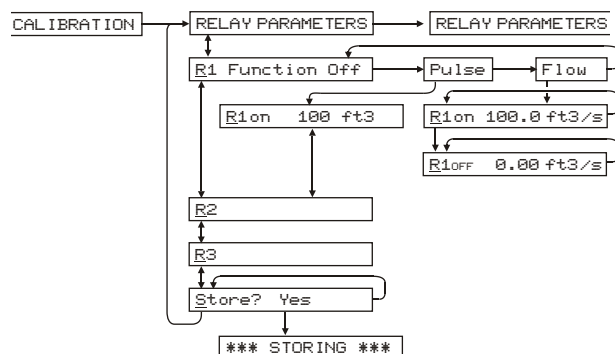 CALIBRATION
RELAY PARAMETERS
RELAY PARAMETERS
R1 Function Off
Pulse
Flow
R1on 100 ft3
R1on 100.0 ft3/s
R1OFF 0.00 ft3/s
R2
R3
Store? Yes
*** STORING ***